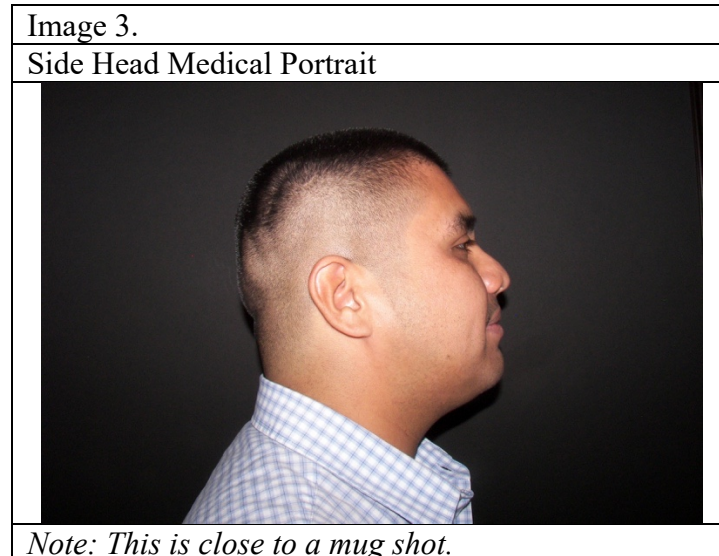 Image 3.
Side Head Medical Portrait
Note: This is close to a mug shot.